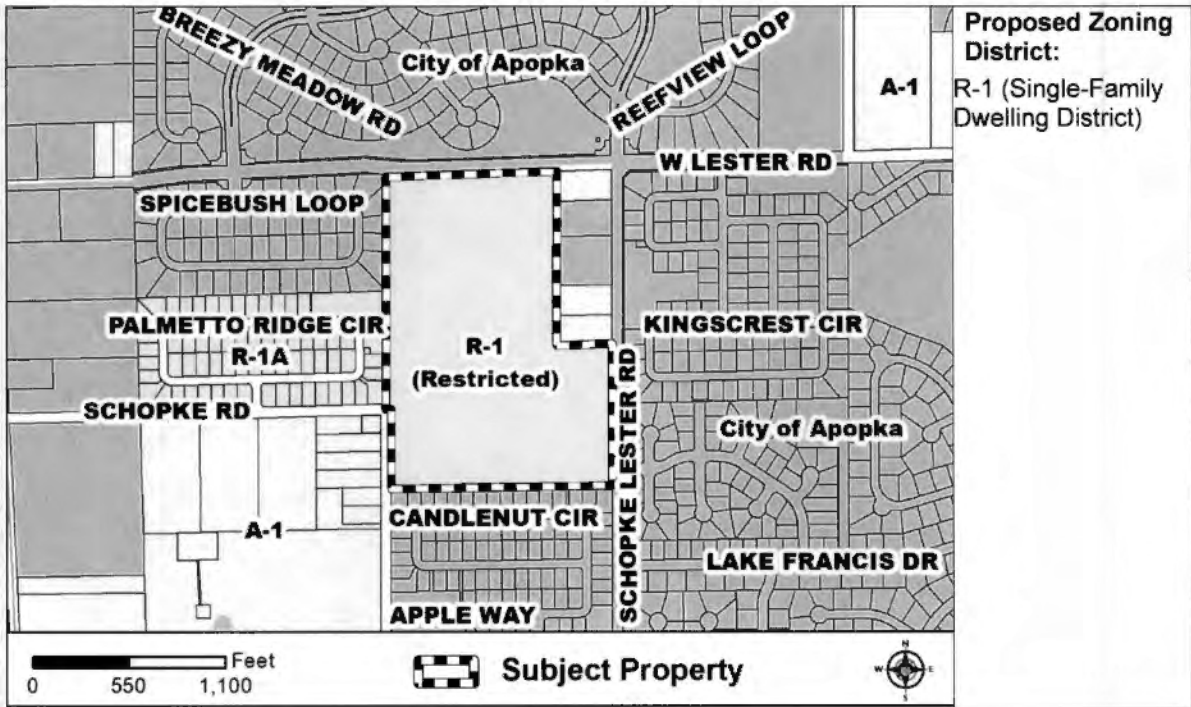 BREEZY MEADOW RD
City of Apopka
REEFVIEW LOOP
A-1
Proposed Zoning
District:
R-1 (Single-Family
Dwelling District)
W LESTER RD
SPICEBUSH LOOP
PALMETTO RIDGE CIR
R-1A
R-1
(Restricted)
KINGSCREST CIR
SCHOPKE RD
SCHOPKE LESTER RD
City of Apopka
A-1
CANDLENUT CIR
LAKE FRANCIS DR
APPLE WAY
Feet
0 550 1,100
Subject Property
N
W E
S